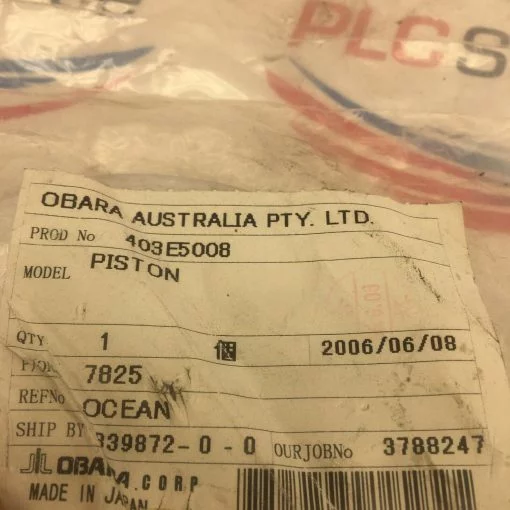 PLC S
OBARA AUSTRALIA PTY. LTD.
PROD No 403E5008
MODEL PISTON
QTY 1 個 2006/06/08
7825
REFNo OCEAN
SHIP BY 339872-0-0 OURJOBNo 3788247
OBARA.CORP
MADE IN JAPAN